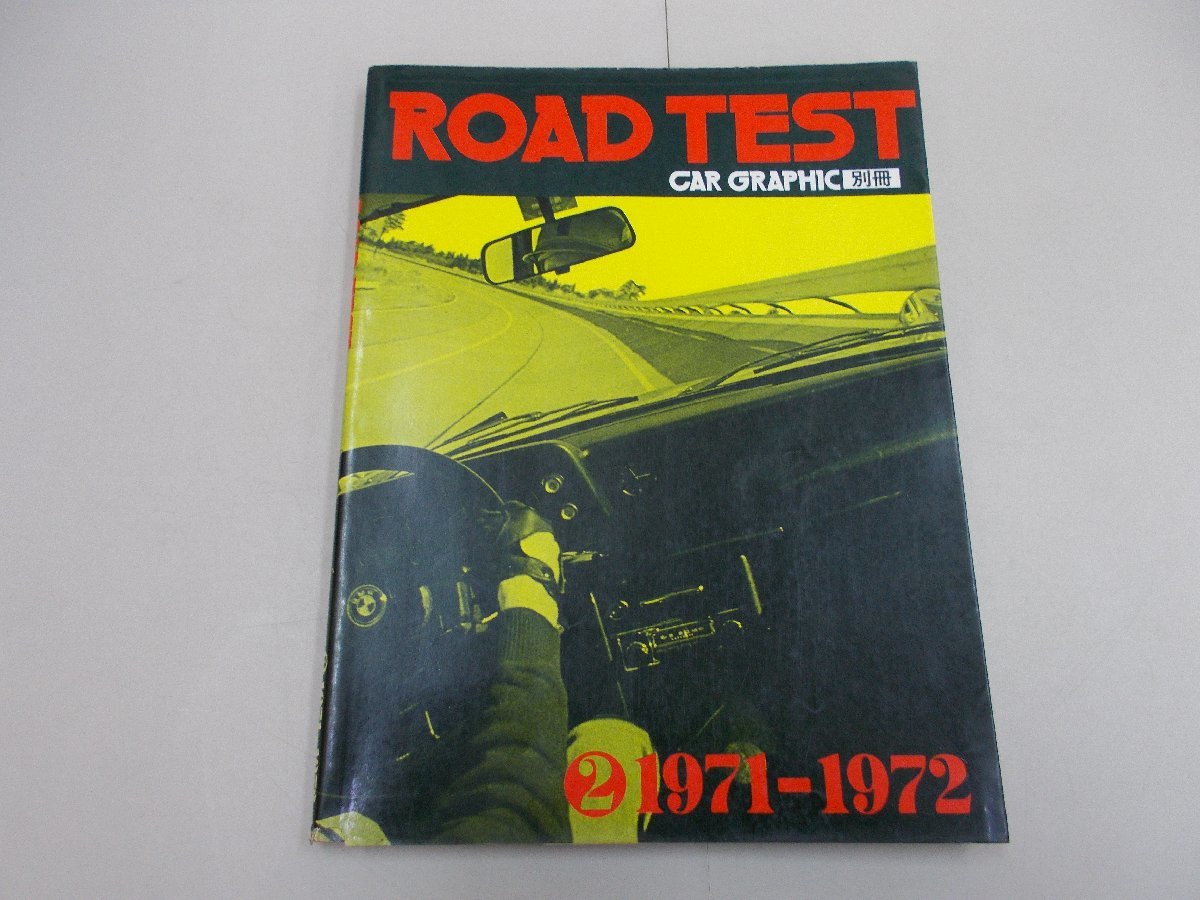 ROAD TEST
CAR GRAPHIC 別冊
② 1971-1972